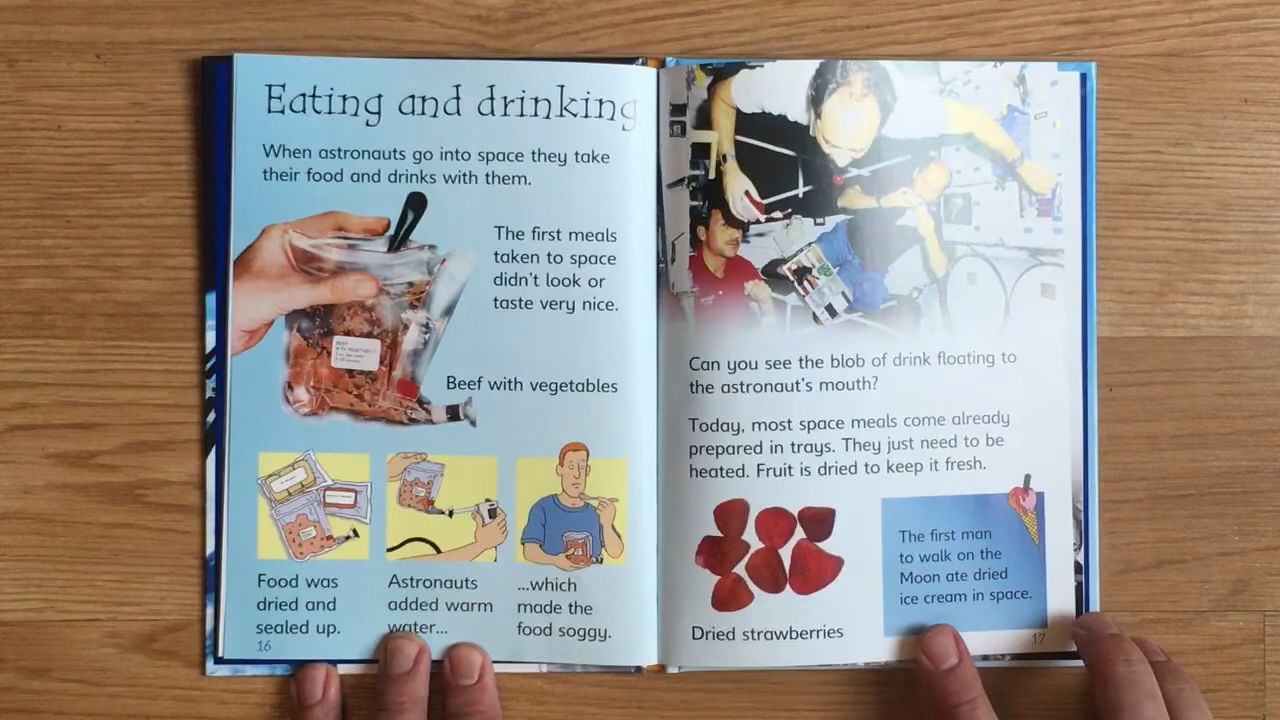 Eating and drinking
When astronauts go into space they take
their food and drinks with them.
The first meals
taken to space
didn't look or
taste very nice.
Beef with vegetables
Food was
dried and
sealed up.
Astronauts
added warm
water...
...which
made the
food soggy.
16
Can you see the blob of drink floating to
the astronaut's mouth?
Today, most space meals come already
prepared in trays. They just need to be
heated. Fruit is dried to keep it fresh.
Dried strawberries
The first man
to walk on the
Moon ate dried
ice cream in space.
17